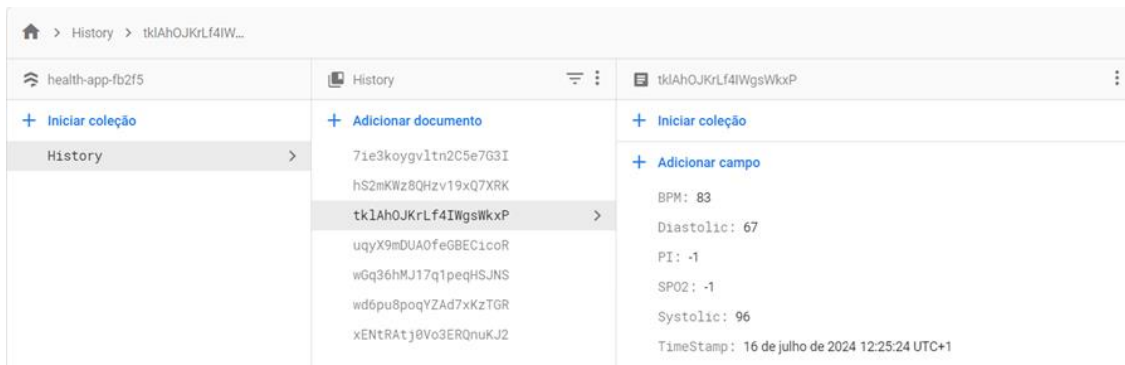 > History > tklAhOJKrLf4IW...
health-app-fb2f5
+ Iniciar coleção
History >
History
+ Adicionar documento
7ie3koygvltn2C5e7G3I
hS2mKWz8QHzv19xQ7XRK
tklAhOJKrLf4IWgsWkxP >
uqyX9mDUAOfeGBECicoR
wGq36hMJ17q1peqHSJNS
wd6pu8poqYZAd7xKzTGR
xENtRAtj0Vo3ERQnuKJ2
tklAhOJKrLf4IWgsWkxP
+ Iniciar coleção
+ Adicionar campo
BPM: 83
Diastolic: 67
PI: -1
SPO2: -1
Systolic: 96
TimeStamp: 16 de julho de 2024 12:25:24 UTC+1